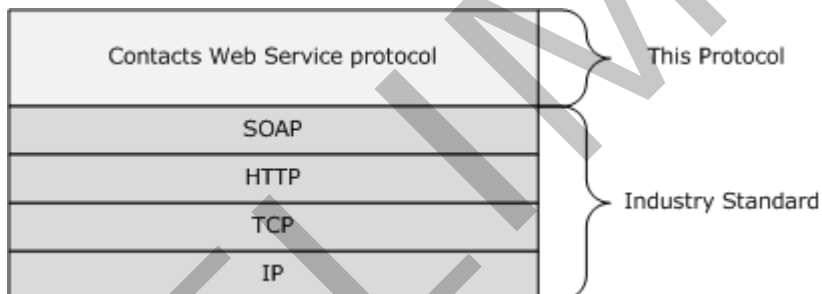 Contacts Web Service protocol
This Protocol
SOAP
HTTP
TCP
IP
Industry Standard